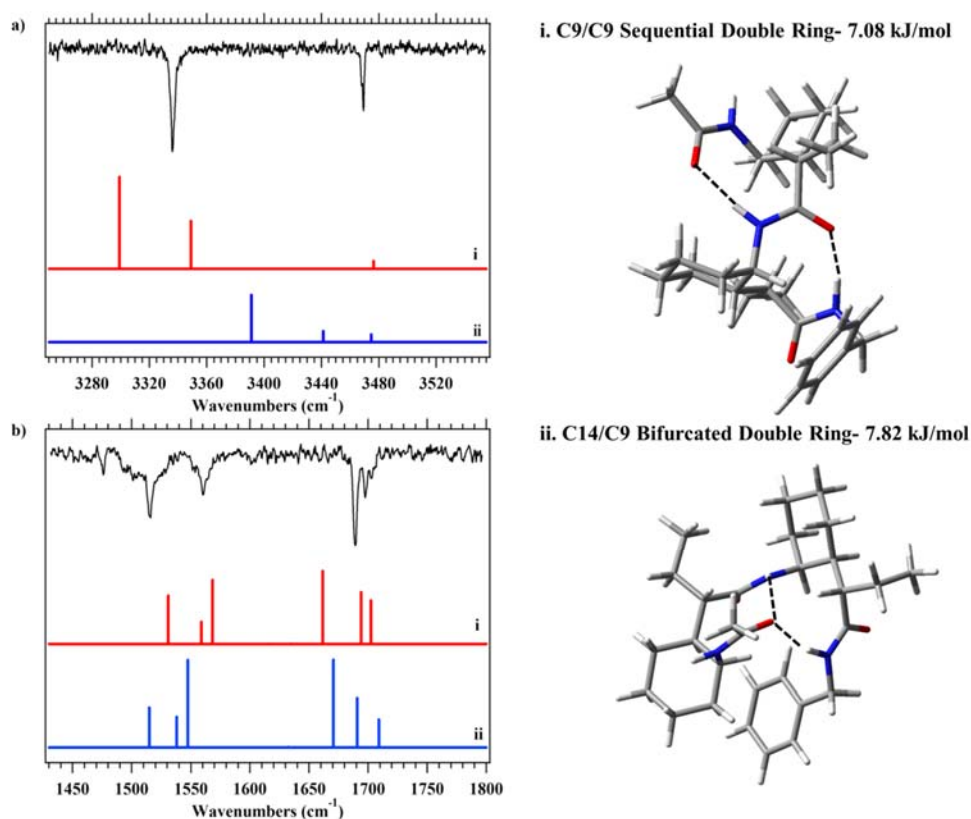 a)
i
ii
3280 3320 3360 3400 3440 3480 3520
Wavenumbers (cm-1)
b)
i
ii
1450 1500 1550 1600 1650 1700 1750 1800
Wavenumbers (cm-1)
i. C9/C9 Sequential Double Ring- 7.08 kJ/mol
ii. C14/C9 Bifurcated Double Ring- 7.82 kJ/mol